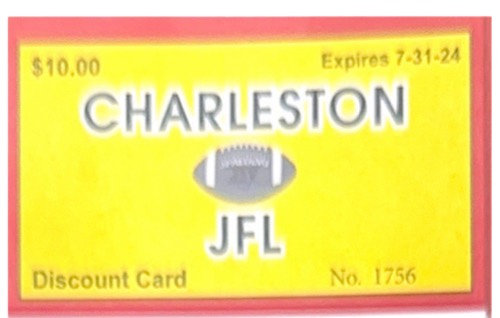 $10.00 Expires 7-31-24
CHARLESTON
JFL
Discount Card No. 1756